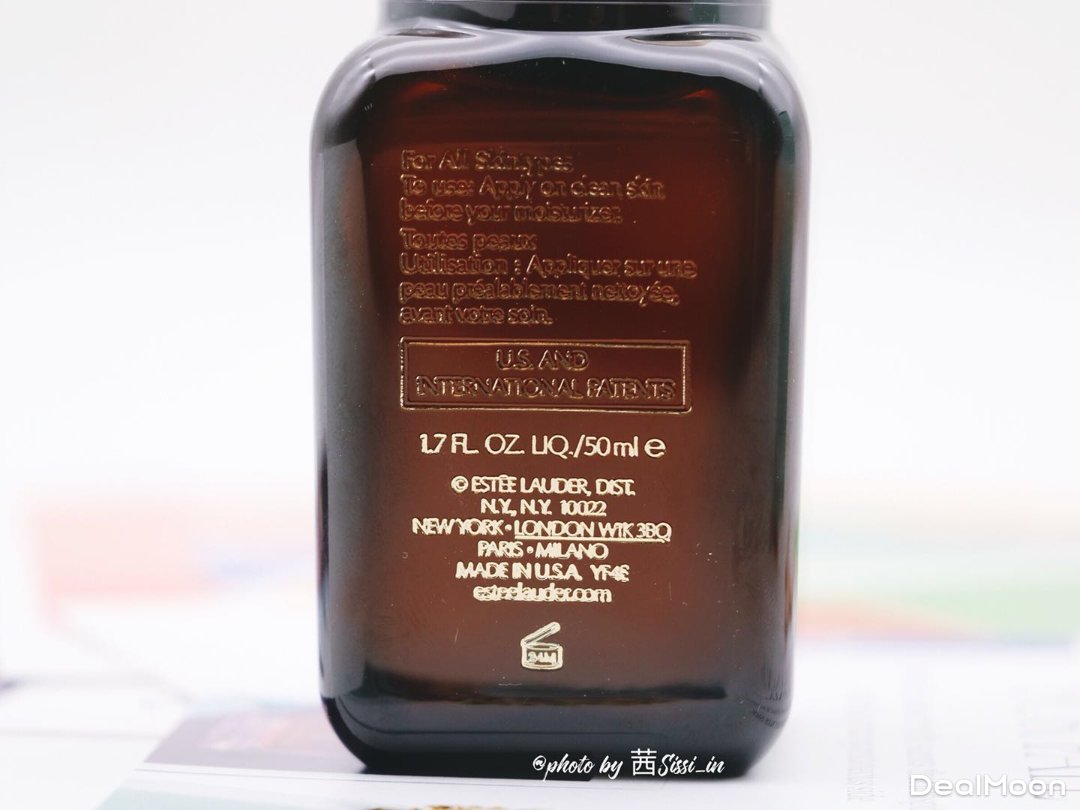 For All Skintypes
To use: Apply on clean skin
before your moisturizer.
Toutes peaux
Utilisation : Appliquer sur une
peau préalablement nettoyée,
avant votre soin.
U.S. AND
INTERNATIONAL PATENTS
1.7 FL. OZ. LIQ./50 ml e
© ESTĒE LAUDER, DIST.
N.Y., N.Y. 10022
NEW YORK • LONDON W1K 3BQ
PARIS • MILANO
MADE IN U.S.A. YF4E
esteelauder.com
24M
@photo by 茜Sissi_in
DealMoon